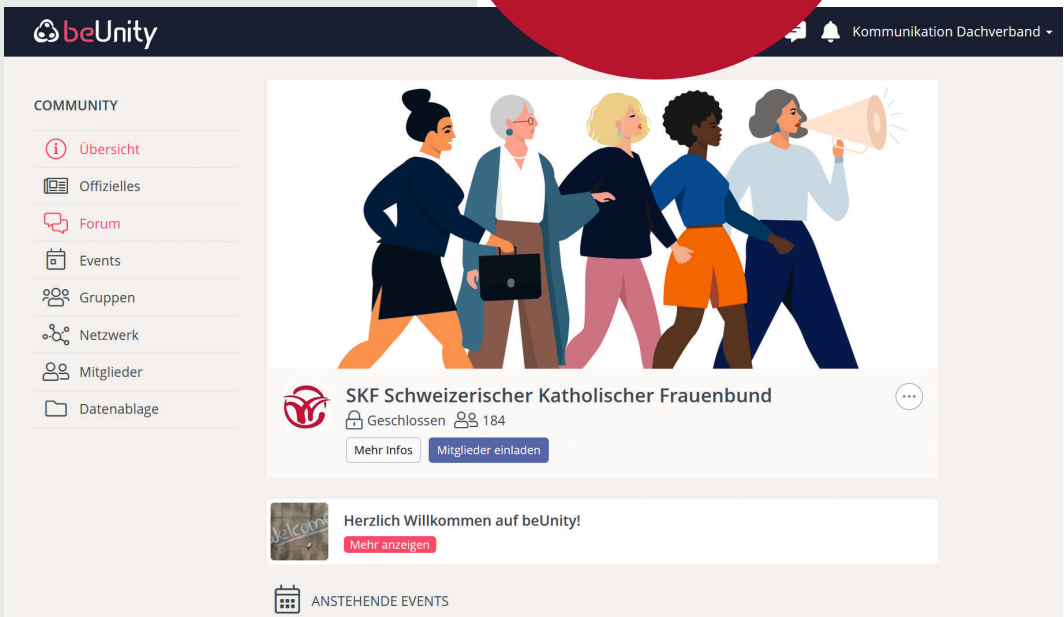 beUnity
Kommunikation Dachverband
COMMUNITY
Übersicht
Offizielles
Forum
Events
Gruppen
Netzwerk
Mitglieder
Datenablage
SKF Schweizerischer Katholischer Frauenbund
Geschlossen 184
Mehr Infos Mitglieder einladen
Welcome
Herzlich Willkommen auf beUnity!
Mehr anzeigen
ANSTEHENDE EVENTS